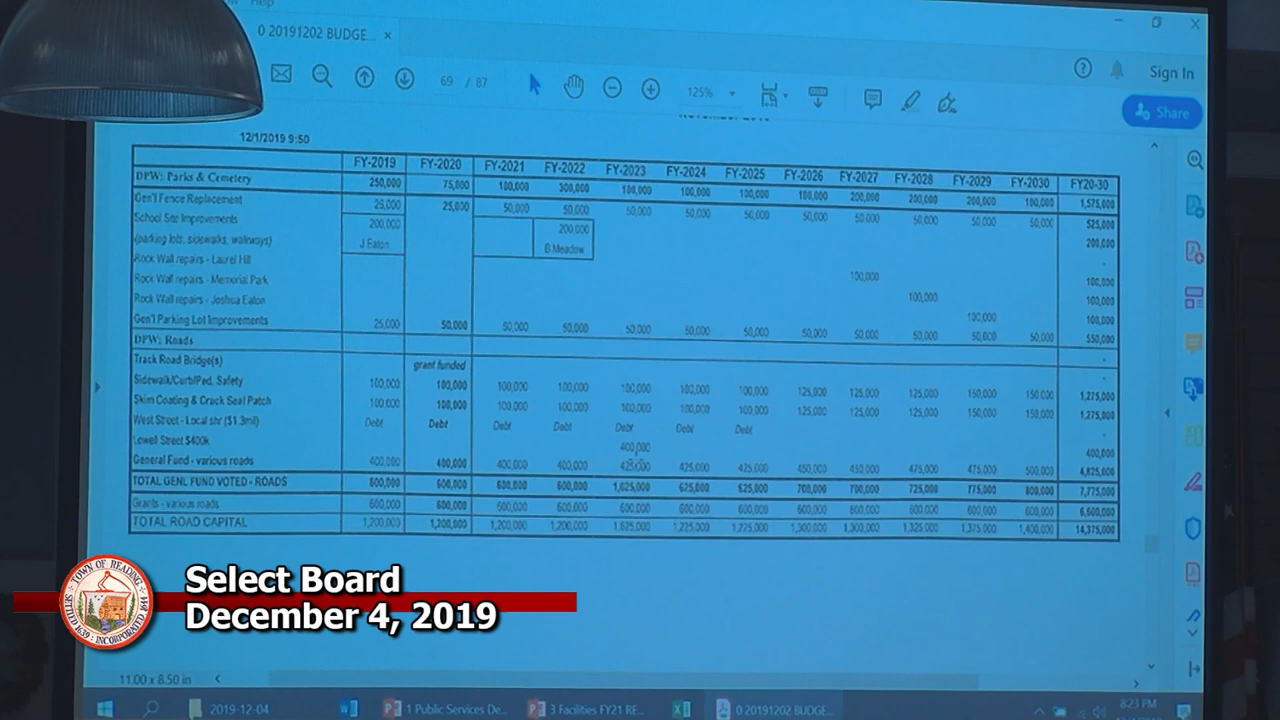 Help
0 20191202 BUDGE... ×
69 / 87 125% Sign In
Share
12/1/2019 9:50
FY-2019 FY-2020 FY-2021 FY-2022 FY-2023 FY-2024 FY-2025 FY-2026 FY-2027 FY-2028 FY-2029 FY-2030 FY20-30
DPW: Parks & Cemetery 250,000 75,000 100,000 300,000 100,000 100,000 100,000 100,000 200,000 200,000 200,000 100,000 1,575,000
Gen'l Fence Replacement 25,000 25,000 50,000 50,000 50,000 50,000 50,000 50,000 50,000 50,000 50,000 50,000 525,000
School Site Improvements 200,000 200,000
(parking lots, sidewalks, walkways) J Eaton B Meadow 200,000
Rock Wall repairs - Laurel Hill -
Rock Wall repairs - Memorial Park 100,000 100,000
Rock Wall repairs - Joshua Eaton 100,000 100,000
100,000 100,000
Gen'l Parking Lot Improvements 25,000 50,000 50,000 50,000 50,000 50,000 50,000 50,000 50,000 50,000 50,000 50,000 550,000
DPW: Roads
Track Road Bridge(s) grant funded -
Sidewalk/Curb/Ped. Safety 100,000 100,000 100,000 100,000 100,000 100,000 100,000 125,000 125,000 125,000 150,000 150,000 1,275,000
Skim Coating & Crack Seal Patch 100,000 100,000 100,000 100,000 100,000 100,000 100,000 125,000 125,000 125,000 150,000 150,000 1,275,000
West Street - Local shr ($1.3mil) Debt Debt Debt Debt Debt Debt Debt -
Lowell Street $400k 400,000 400,000
General Fund - various roads 400,000 400,000 400,000 400,000 425,000 425,000 425,000 450,000 450,000 475,000 475,000 500,000 4,825,000
TOTAL GENL FUND VOTED - ROADS 600,000 600,000 600,000 600,000 1,025,000 625,000 625,000 700,000 700,000 725,000 775,000 800,000 7,775,000
Grants - various roads 600,000 600,000 600,000 600,000 600,000 600,000 600,000 600,000 600,000 600,000 600,000 600,000 6,600,000
TOTAL ROAD CAPITAL 1,200,000 1,200,000 1,200,000 1,200,000 1,625,000 1,225,000 1,225,000 1,300,000 1,300,000 1,325,000 1,375,000 1,400,000 14,375,000
TOWN OF READING
SETTLED 1639 · INCORPORATED 1644
Select Board
December 4, 2019
11.00 x 8.50 in
2019-12-04 1 Public Services De... 3 Facilities FY21 RE... 0 20191202 BUDGE... 8:23 PM